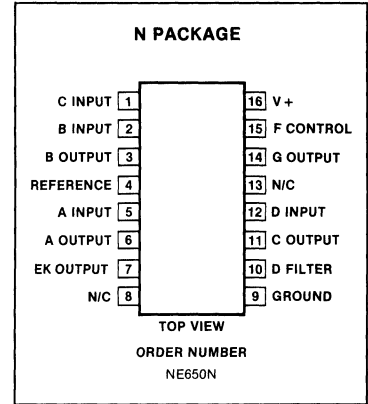 N PACKAGE
C INPUT 1 16 V +
B INPUT 2 15 F CONTROL
B OUTPUT 3 14 G OUTPUT
REFERENCE 4 13 N/C
A INPUT 5 12 D INPUT
A OUTPUT 6 11 C OUTPUT
EK OUTPUT 7 10 D FILTER
N/C 8 9 GROUND
TOP VIEW
ORDER NUMBER
NE650N